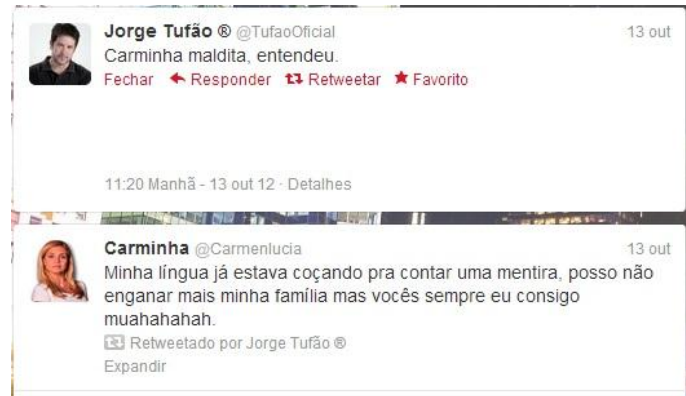 Jorge Tufão ® @TufaoOficial 13 out
Carminha maldita, entendeu.
Fechar Responder Retweetar Favorito
11:20 Manhã - 13 out 12 · Detalhes
Carminha @Carmenlucia 13 out
Minha língua já estava coçando pra contar uma mentira, posso não
enganar mais minha família mas vocês sempre eu consigo
muahahahah.
Retweetado por Jorge Tufão ®
Expandir